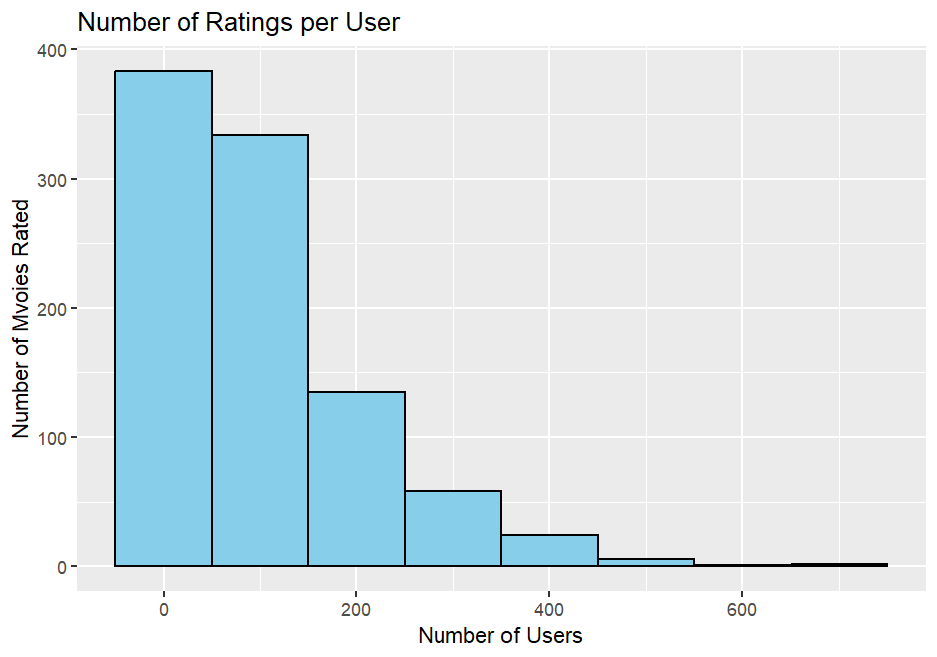 Number of Ratings per User
400
300
200
100
0
Number of Mvoies Rated
0 200 400 600
Number of Users